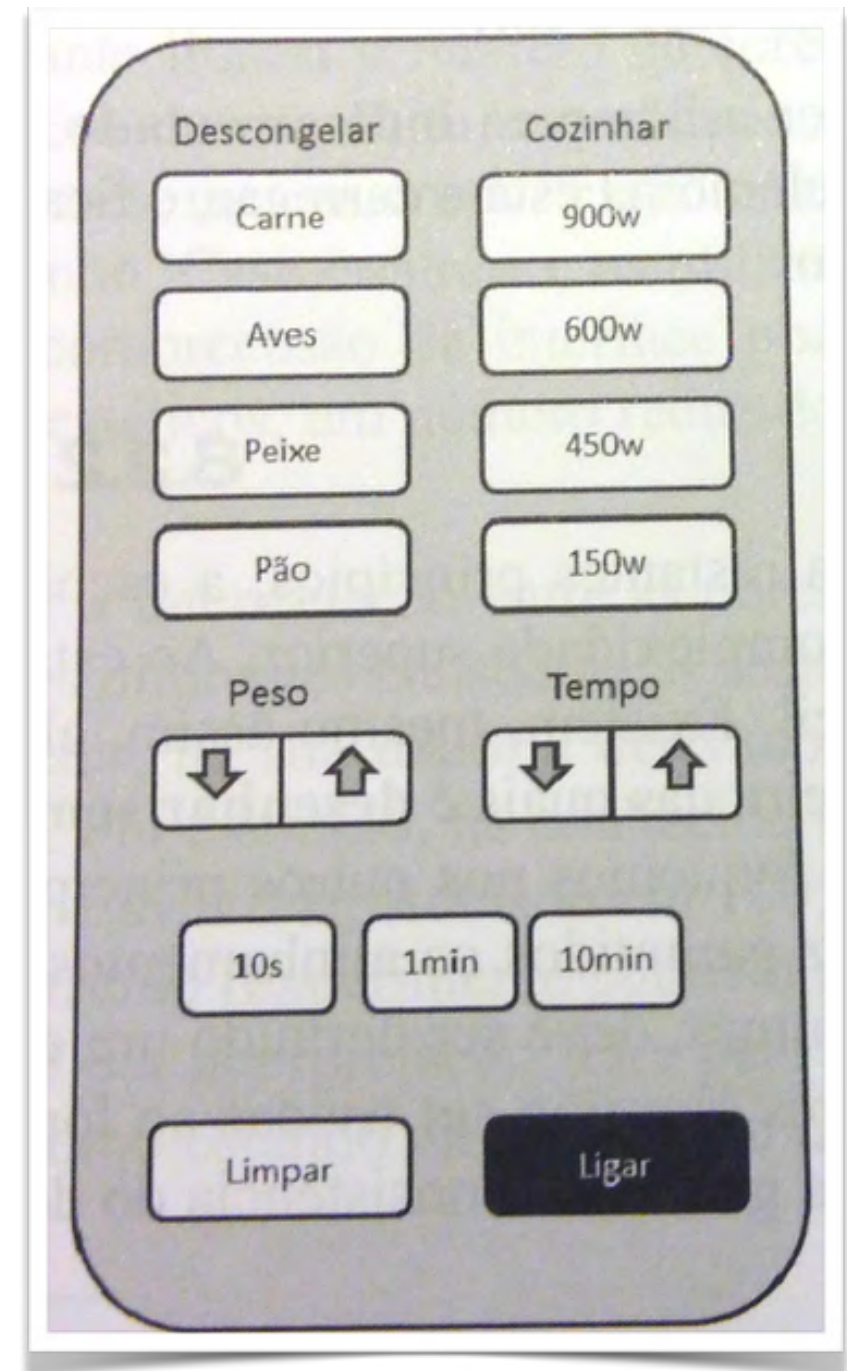 Descongelar Cozinhar
Carne 900w
Aves 600w
Peixe 450w
Pão 150w
Peso Tempo
10s 1min 10min
Limpar Ligar